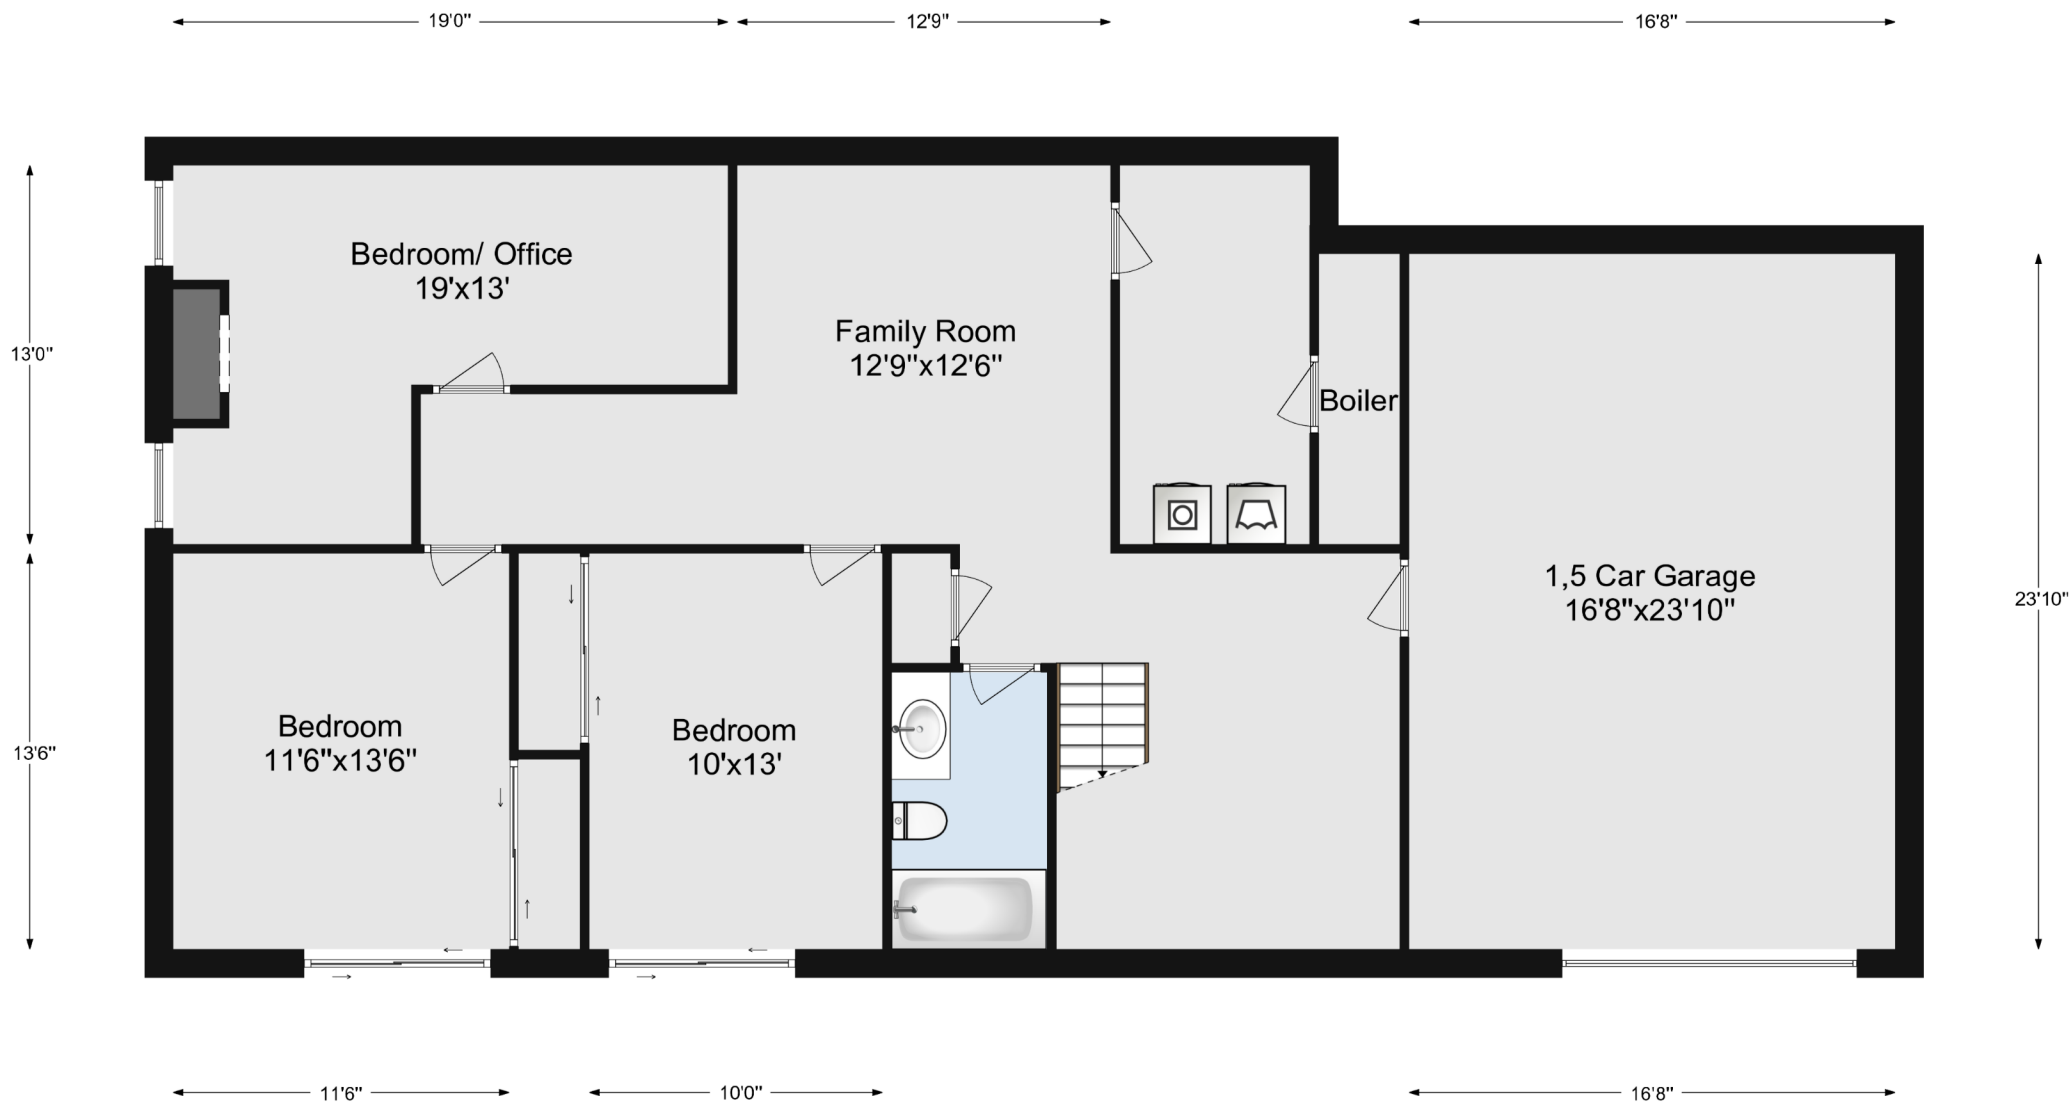 19'0"
12'9"
16'8"
Bedroom/ Office
19'x13'
Family Room
12'9"x12'6"
13'0"
Boiler
1,5 Car Garage
16'8"x23'10"
23'10"
Bedroom
11'6"x13'6"
Bedroom
10'x13'
13'6"
11'6"
10'0"
16'8"